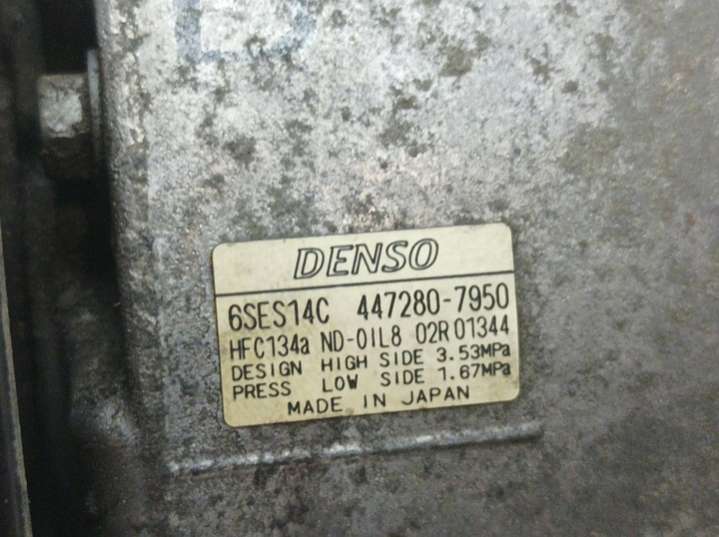 DENSO
6SES14C 447280-7950
HFC134a ND-OIL8 02R01344
DESIGN HIGH SIDE 3.53MPa
PRESS LOW SIDE 1.67MPa
MADE IN JAPAN